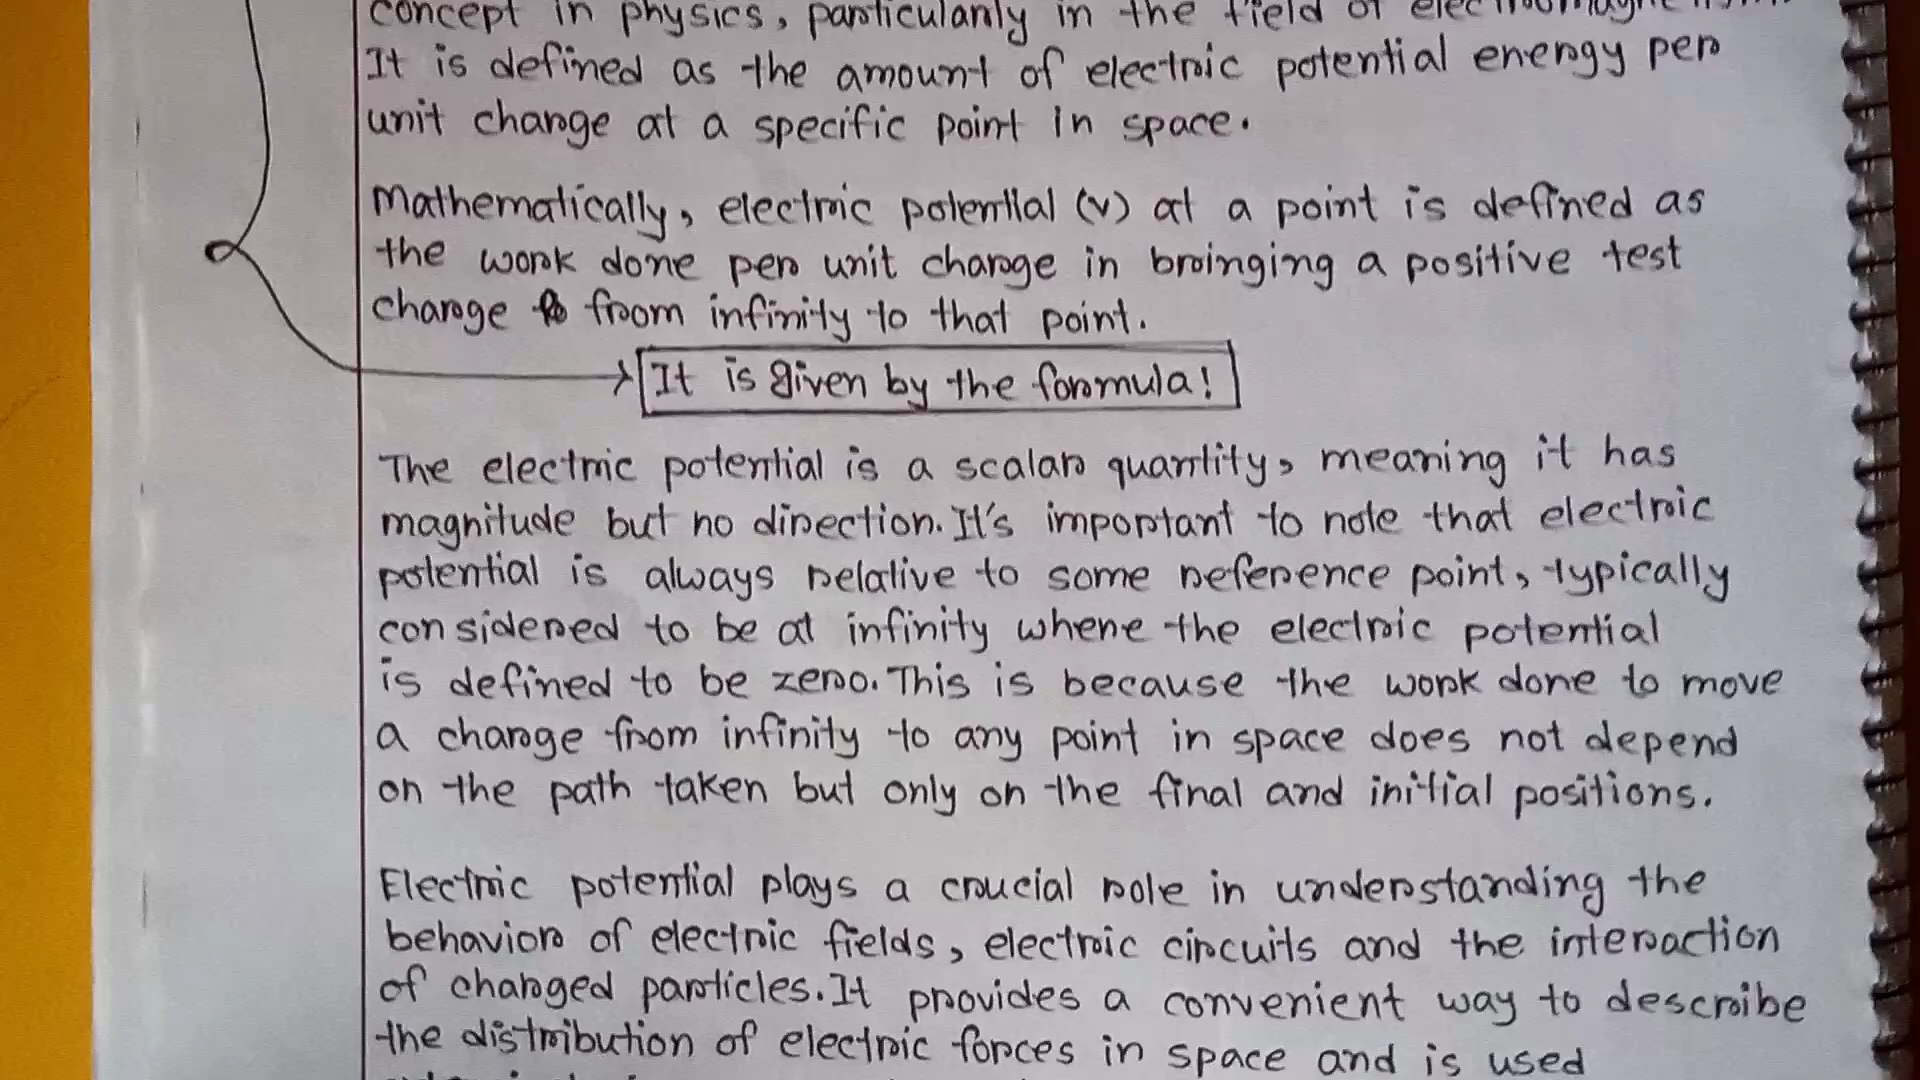 concept in physics, particularly in the field of electromagnetism.
It is defined as the amount of electric potential energy per
unit charge at a specific point in space.
Mathematically, electric potential (v) at a point is defined as
the work done per unit charge in bringing a positive test
charge from infinity to that point.
It is given by the formula!
The electric potential is a scalar quantity, meaning it has
magnitude but no direction. It's important to note that electric
potential is always relative to some reference point, typically
considered to be at infinity where the electric potential
is defined to be zero. This is because the work done to move
a charge from infinity to any point in space does not depend
on the path taken but only on the final and initial positions.
Electric potential plays a crucial role in understanding the
behavior of electric fields, electric circuits and the interaction
of charged particles. It provides a convenient way to describe
the distribution of electric forces in space and is used